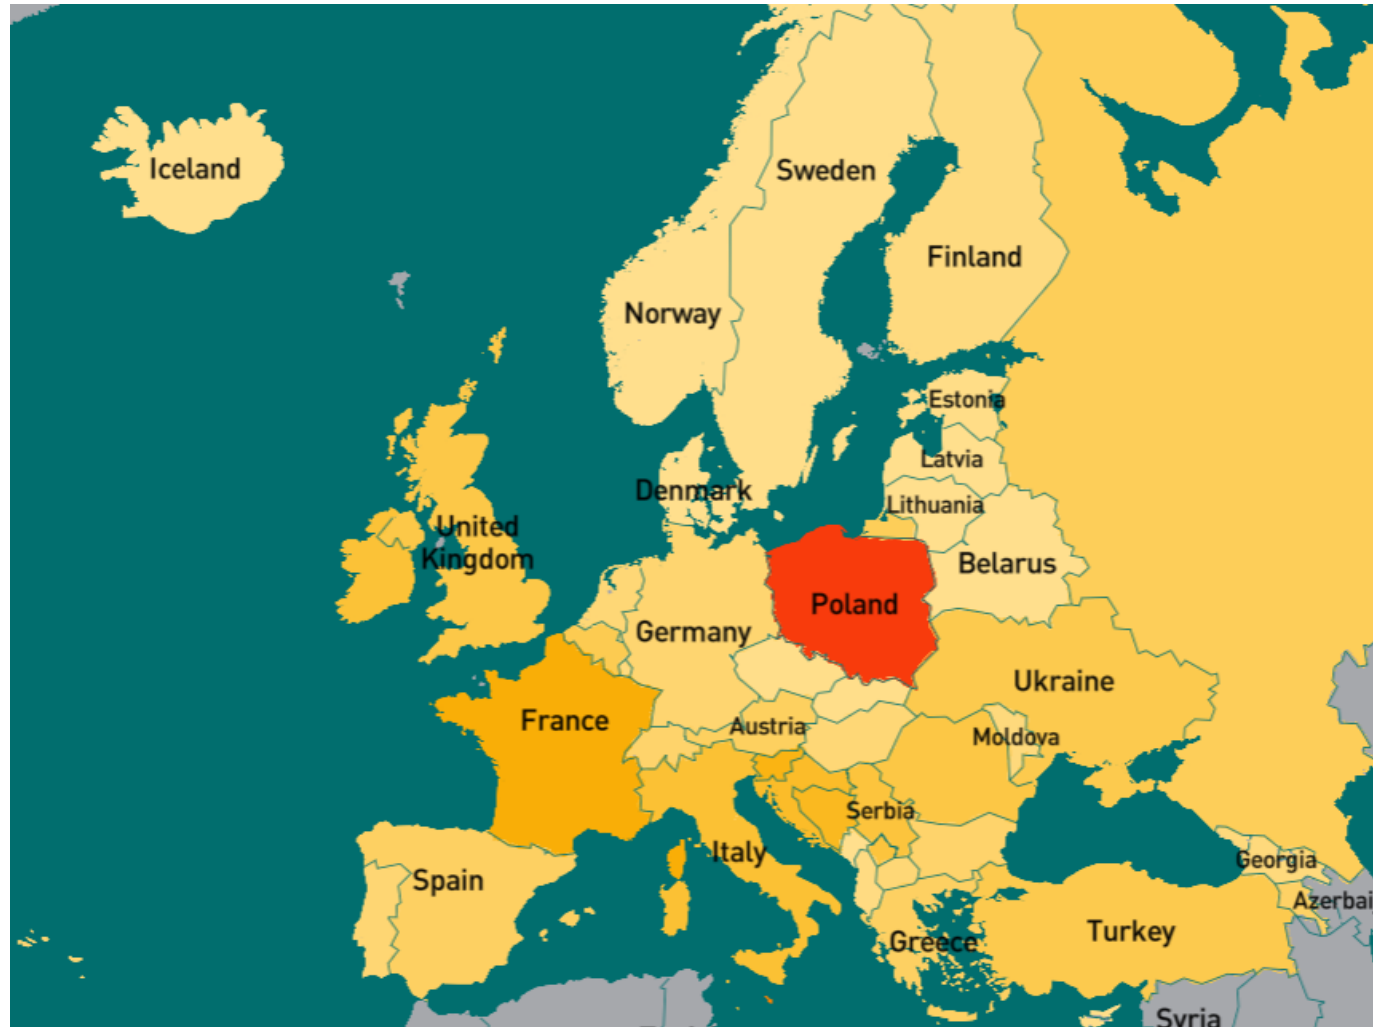 Iceland
Sweden
Finland
Norway
Estonia
Latvia
Denmark
Lithuania
United
Kingdom
Belarus
Poland
Germany
Ukraine
France
Austria
Moldova
Serbia
Italy
Georgia
Spain
Azerbai
Turkey
Greece
Syria